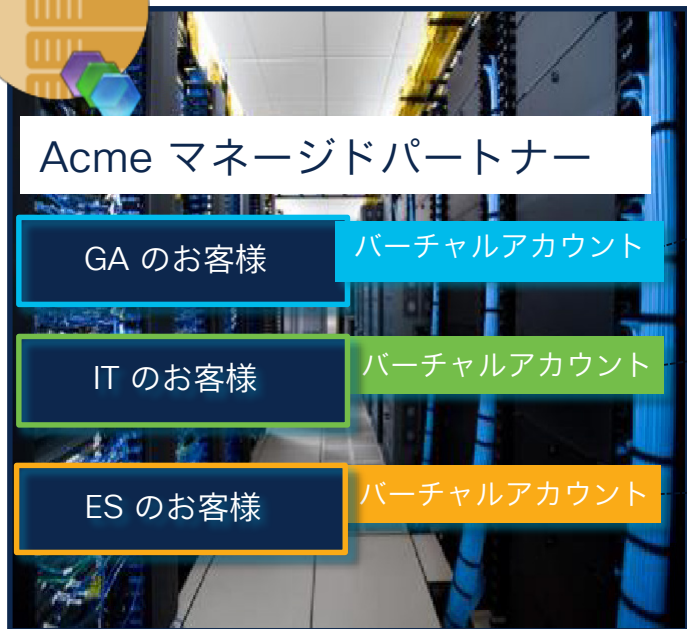 Acme マネージドパートナー
GA のお客様
バーチャルアカウント
IT のお客様
バーチャルアカウント
ES のお客様
バーチャルアカウント